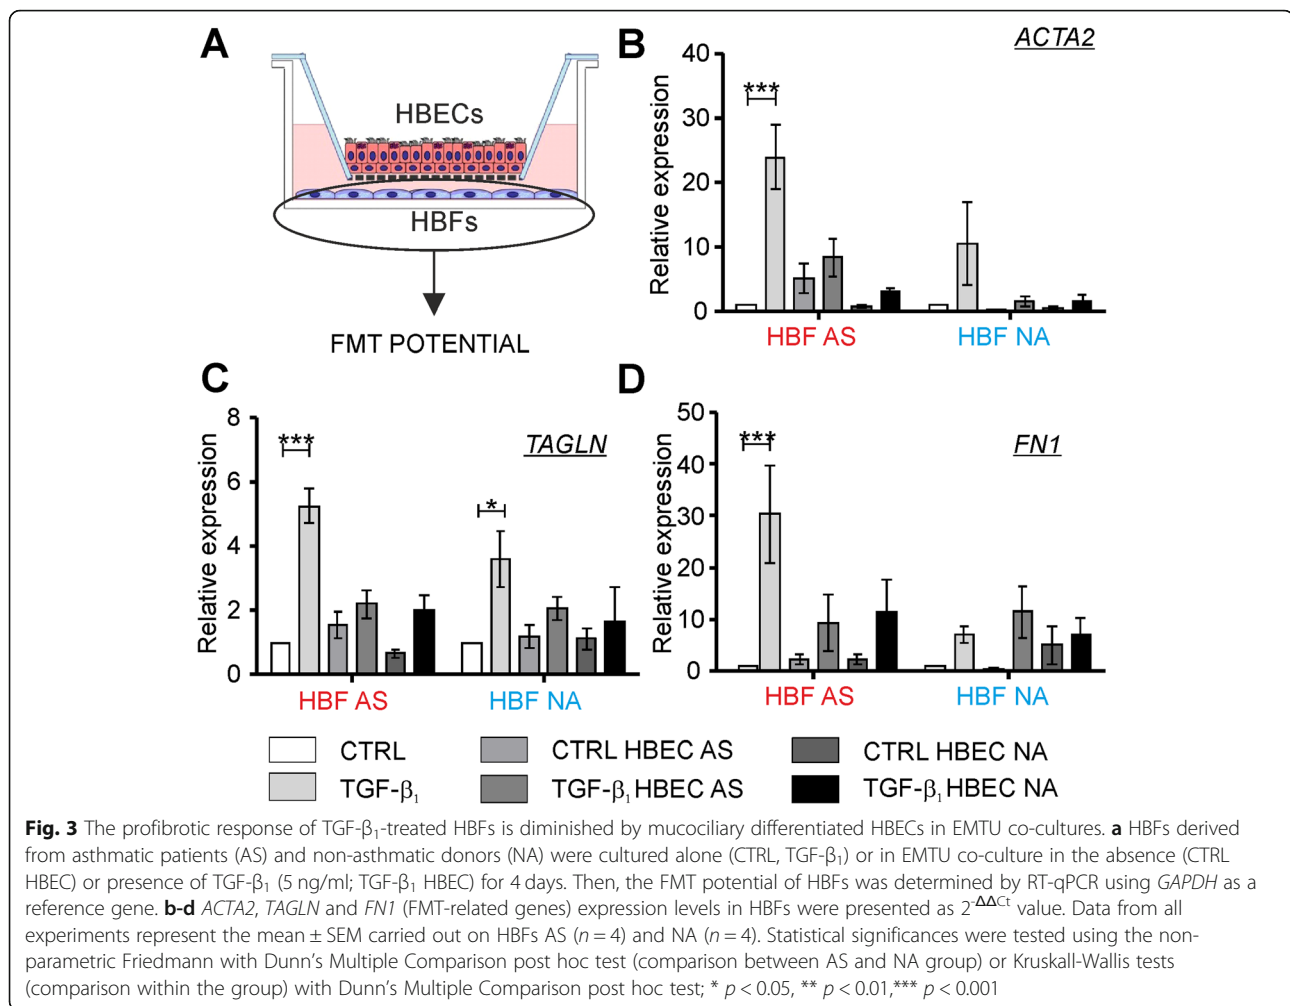 A
HBECs
HBFs
FMT POTENTIAL
B
ACTA2
Relative expression
40
30
20
10
0
***
HBF AS
HBF NA
C
TAGLN
Relative expression
8
6
4
2
0
***
*
HBF AS
HBF NA
D
FN1
Relative expression
50
40
30
20
10
0
***
HBF AS
HBF NA
CTRL
CTRL HBEC AS
CTRL HBEC NA
TGF-β₁
TGF-β₁ HBEC AS
TGF-β₁ HBEC NA
Fig. 3 The profibrotic response of TGF-β₁-treated HBFs is diminished by mucociliary differentiated HBECs in EMTU co-cultures. a HBFs derived
from asthmatic patients (AS) and non-asthmatic donors (NA) were cultured alone (CTRL, TGF-β₁) or in EMTU co-culture in the absence (CTRL
HBEC) or presence of TGF-β₁ (5 ng/ml; TGF-β₁ HBEC) for 4 days. Then, the FMT potential of HBFs was determined by RT-qPCR using GAPDH as a
reference gene. b-d ACTA2, TAGLN and FN1 (FMT-related genes) expression levels in HBFs were presented as 2^-ΔΔCt value. Data from all
experiments represent the mean ± SEM carried out on HBFs AS (n = 4) and NA (n = 4). Statistical significances were tested using the non-
parametric Friedmann with Dunn's Multiple Comparison post hoc test (comparison between AS and NA group) or Kruskall-Wallis tests
(comparison within the group) with Dunn's Multiple Comparison post hoc test; * p < 0.05, ** p < 0.01,*** p < 0.001